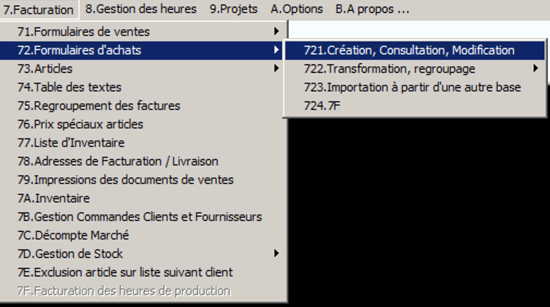 7.Facturation 8.Gestion des heures 9.Projets A.Options B.A propos ...
71.Formulaires de ventes
72.Formulaires d'achats
73.Articles
74.Table des textes
75.Regroupement des factures
76.Prix spéciaux articles
77.Liste d'Inventaire
78.Adresses de Facturation / Livraison
79.Impressions des documents de ventes
7A.Inventaire
7B.Gestion Commandes Clients et Fournisseurs
7C.Décompte Marché
7D.Gestion de Stock
7E.Exclusion article sur liste suivant client
7F.Facturation des heures de production
721.Création, Consultation, Modification
722.Transformation, regroupage
723.Importation à partir d'une autre base
724.7F